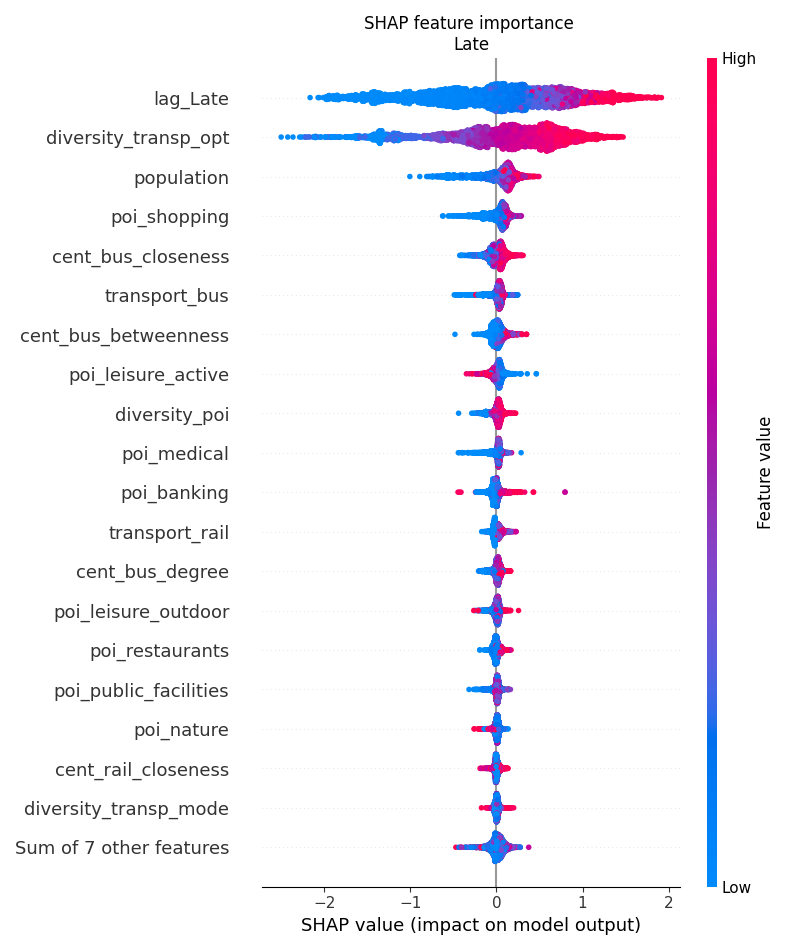 SHAP feature importance
Late
High
lag_Late
diversity_transp_opt
population
poi_shopping
cent_bus_closeness
transport_bus
cent_bus_betweenness
poi_leisure_active
diversity_poi
poi_medical
poi_banking
transport_rail
cent_bus_degree
poi_leisure_outdoor
poi_restaurants
poi_public_facilities
poi_nature
cent_rail_closeness
diversity_transp_mode
Sum of 7 other features
Feature value
Low
−2 −1 0 1 2
SHAP value (impact on model output)